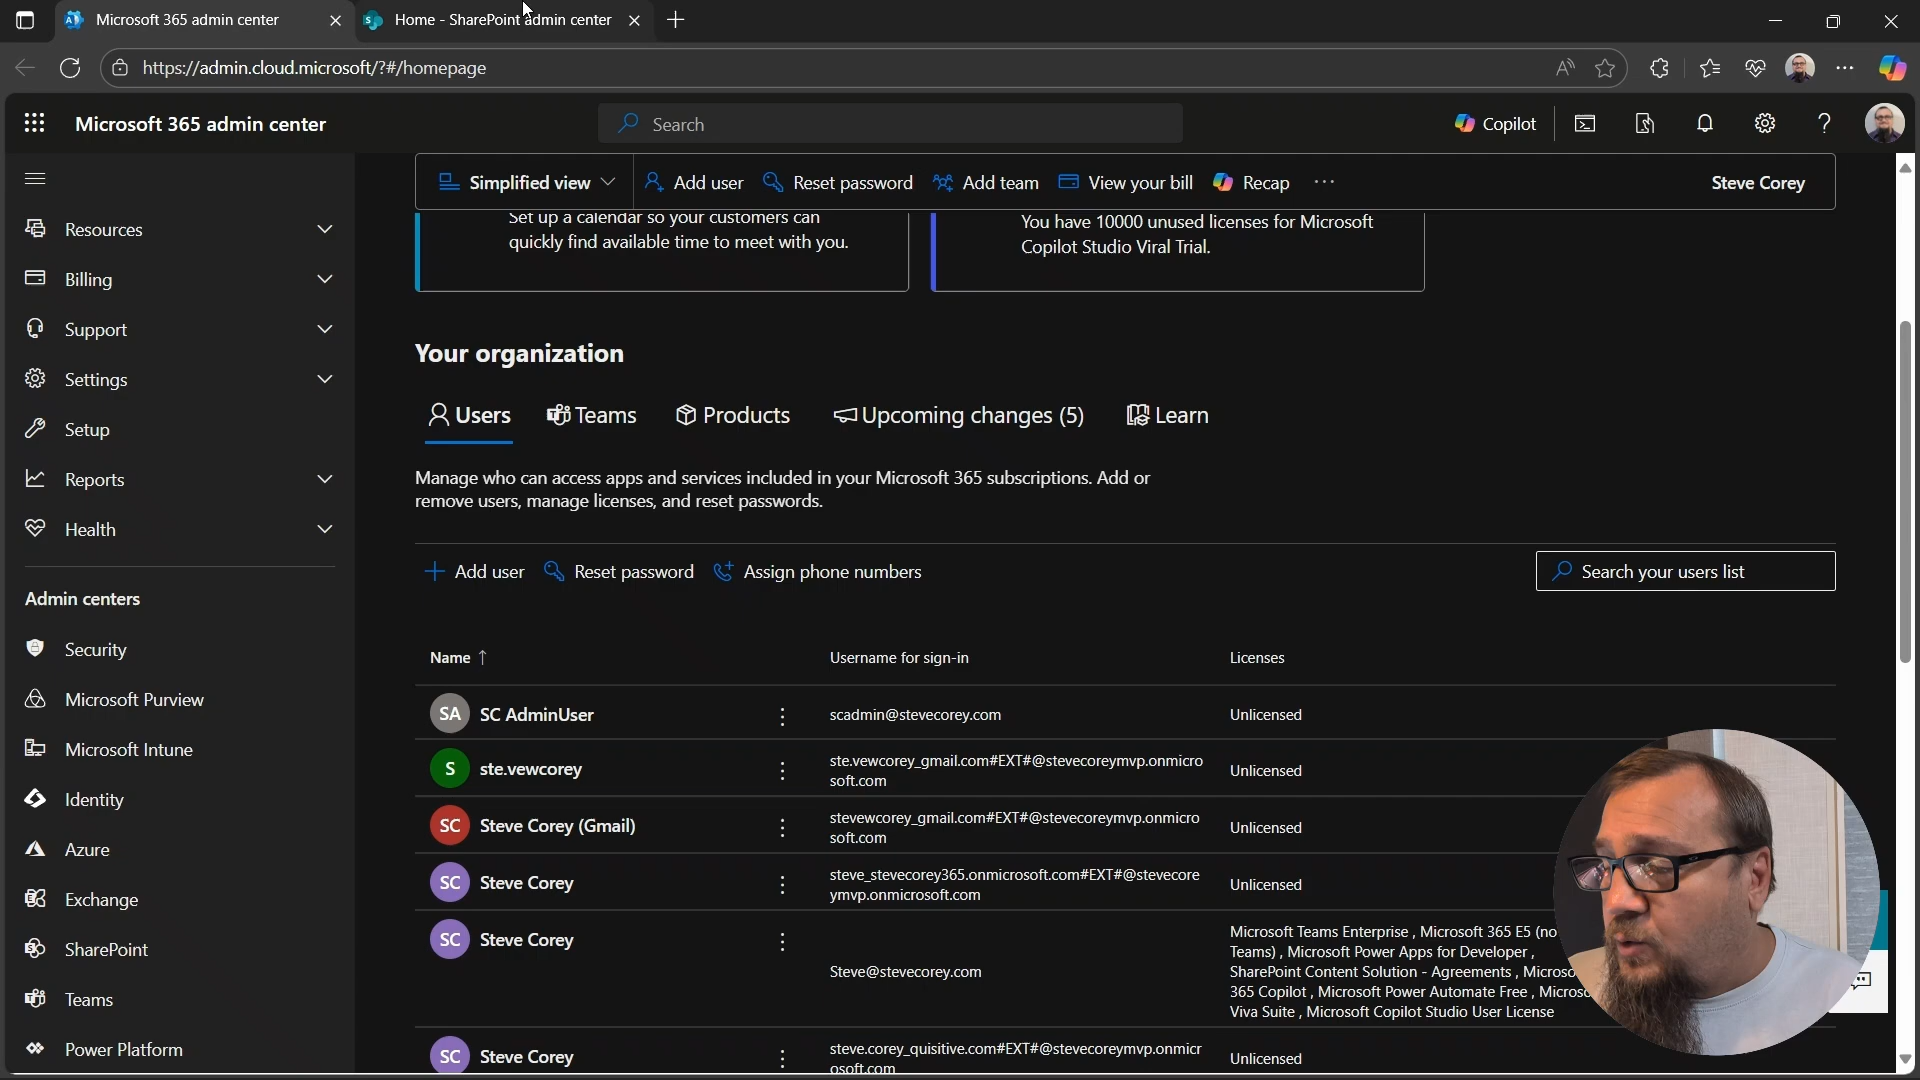 Microsoft 365 admin center
Home - SharePoint admin center
https://admin.cloud.microsoft/?#/homepage
Microsoft 365 admin center
Search
Copilot
Simplified view
Add user
Reset password
Add team
View your bill
Recap
Steve Corey
Resources
Billing
Support
Settings
Setup
Reports
Health
Admin centers
Security
Microsoft Purview
Microsoft Intune
Identity
Azure
Exchange
SharePoint
Teams
Power Platform
Set up a calendar so your customers can
quickly find available time to meet with you.
You have 10000 unused licenses for Microsoft
Copilot Studio Viral Trial.
Your organization
Users
Teams
Products
Upcoming changes (5)
Learn
Manage who can access apps and services included in your Microsoft 365 subscriptions. Add or
remove users, manage licenses, and reset passwords.
Add user
Reset password
Assign phone numbers
Search your users list
Name ↑
Username for sign-in
Licenses
SA
SC AdminUser
scadmin@stevecorey.com
Unlicensed
S
ste.vewcorey
ste.vewcorey_gmail.com#EXT#@stevecoreymvp.onmicro
soft.com
Unlicensed
SC
Steve Corey (Gmail)
stevewcorey_gmail.com#EXT#@stevecoreymvp.onmicro
soft.com
Unlicensed
SC
Steve Corey
steve_stevecorey365.onmicrosoft.com#EXT#@stevecore
ymvp.onmicrosoft.com
Unlicensed
SC
Steve Corey
Steve@stevecorey.com
Microsoft Teams Enterprise , Microsoft 365 E5 (no
Teams) , Microsoft Power Apps for Developer ,
SharePoint Content Solution - Agreements , Microso
365 Copilot , Microsoft Power Automate Free , Micros
Viva Suite , Microsoft Copilot Studio User License
SC
Steve Corey
steve.corey_quisitive.com#EXT#@stevecoreymvp.onmicr
osoft.com
Unlicensed